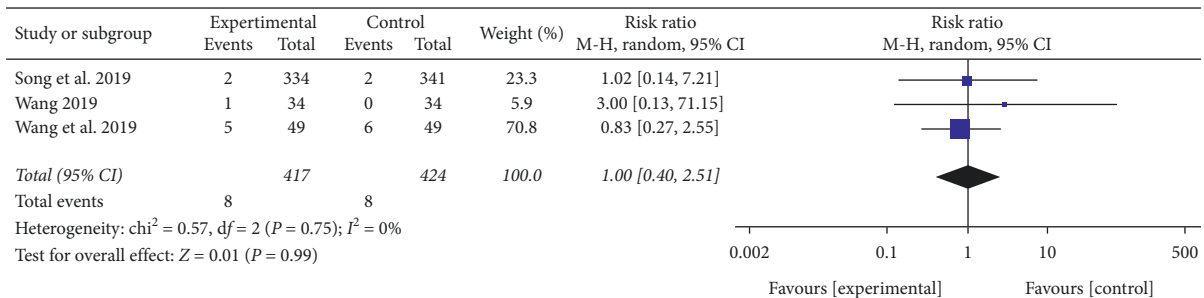 Study or subgroup Expertimental Control Weight (%) Risk ratio Risk ratio
Events Total Events Total M-H, random, 95% CI M-H, random, 95% CI
Song et al. 2019 2 334 2 341 23.3 1.02 [0.14, 7.21]
Wang 2019 1 34 0 34 5.9 3.00 [0.13, 71.15]
Wang et al. 2019 5 49 6 49 70.8 0.83 [0.27, 2.55]
Total (95% CI) 417 424 100.0 1.00 [0.40, 2.51]
Total events 8 8
Heterogeneity: chi² = 0.57, df = 2 (P = 0.75); I² = 0%
Test for overall effect: Z = 0.01 (P = 0.99)
0.002 0.1 1 10 500
Favours [experimental] Favours [control]